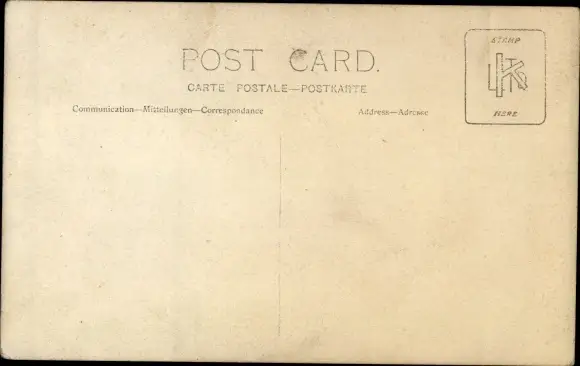 POST CARD.
CARTE POSTALE—POSTKARTE
Communication—Mitteilungen—Correspondance
Address—Adresse
STAMP
HERE